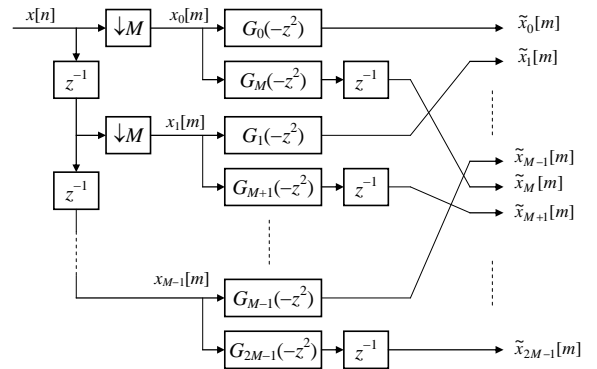 x[n] ↓M x₀[m] G₀(−z²) x̃₀[m]
x̃₁[m]
z⁻¹ G_M(−z²) z⁻¹
↓M x₁[m] G₁(−z²)
x̃_{M−1}[m]
z⁻¹ G_{M+1}(−z²) z⁻¹ x̃_M[m]
x̃_{M+1}[m]
x_{M−1}[m] G_{M−1}(−z²)
G_{2M−1}(−z²) z⁻¹ x̃_{2M−1}[m]